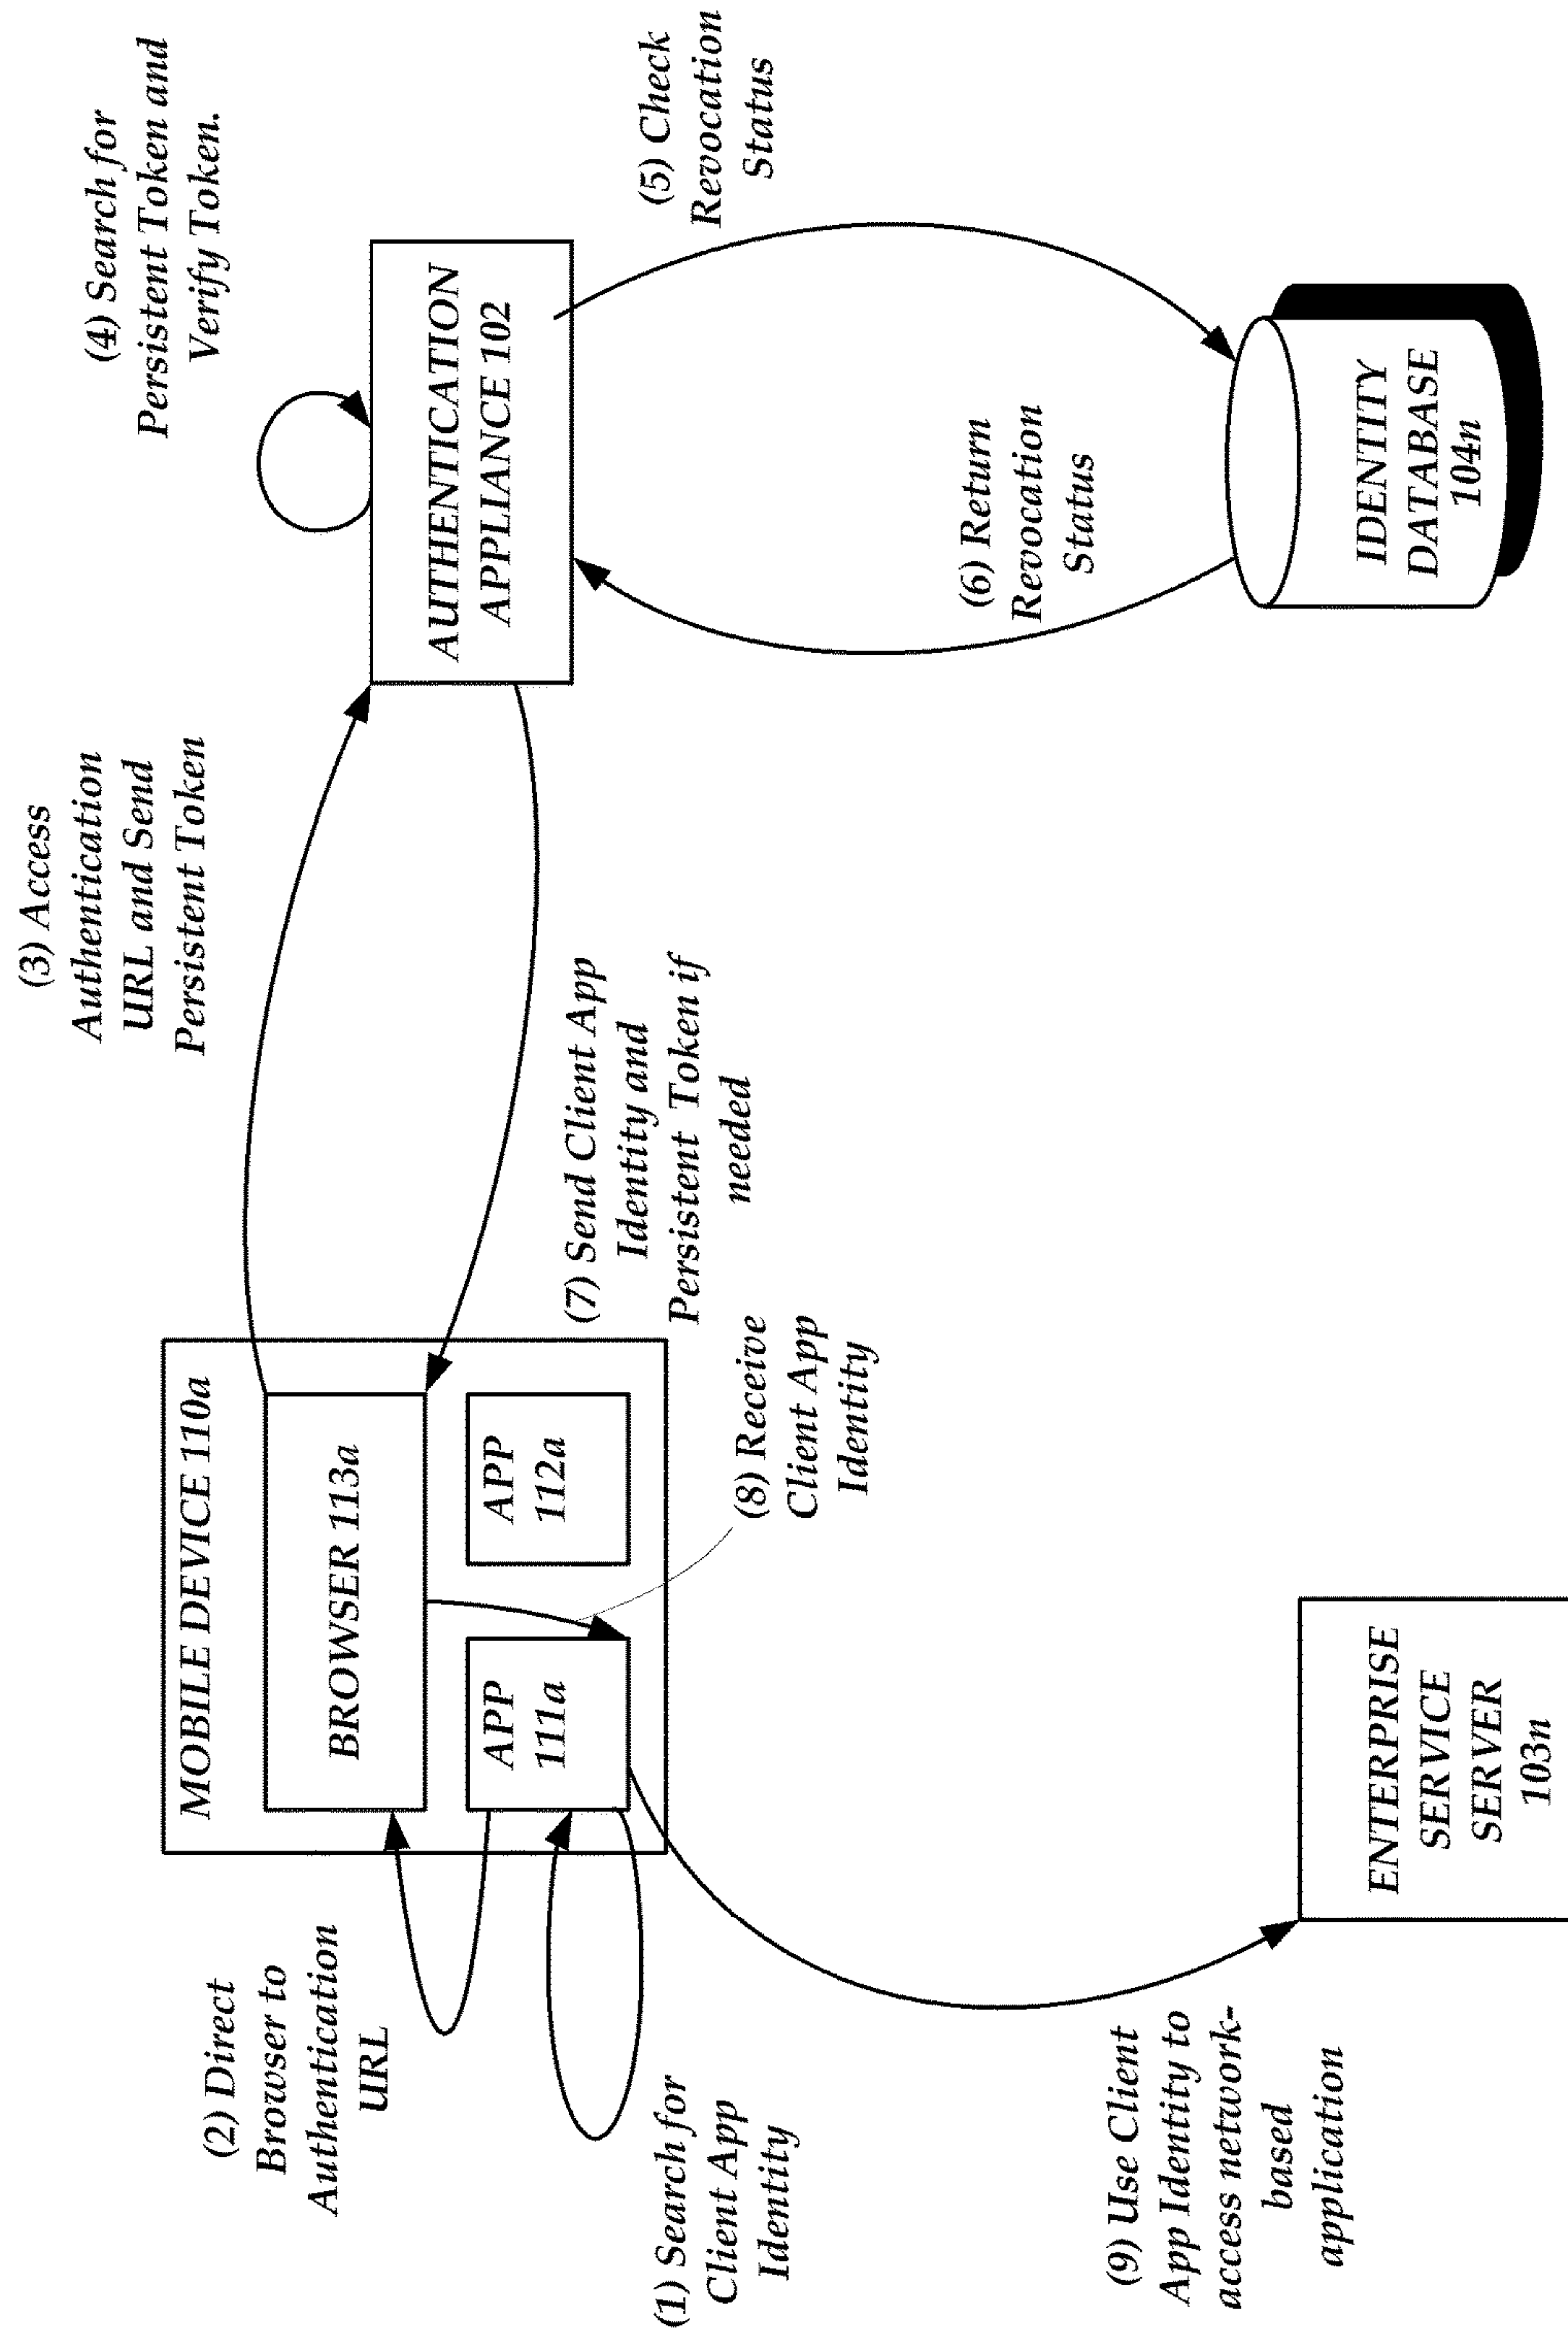 (3) Access
Authentication
URL and Send
Persistent Token
(4) Search for
Persistent Token and
Verify Token.
MOBILE DEVICE 110a
(2) Direct
Browser to
Authentication
URL
BROWSER 113a
AUTHENTICATION
APPLIANCE 102
APP
111a
APP
112a
(7) Send Client App
Identity and
Persistent Token if
needed
(5) Check
Revocation
Status
(1) Search for
Client App
Identity
(8) Receive
Client App
Identity
(6) Return
Revocation
Status
(9) Use Client
App Identity to
access network-
based
application
ENTERPRISE
SERVICE
SERVER
103n
IDENTITY
DATABASE
104n